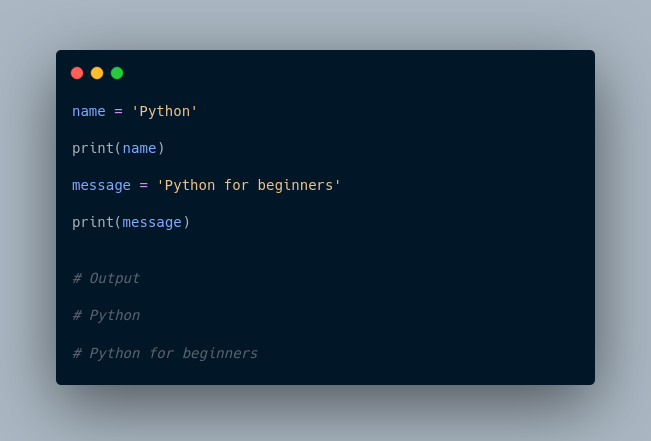 name = 'Python'
print(name)
message = 'Python for beginners'
print(message)
# Output
# Python
# Python for beginners